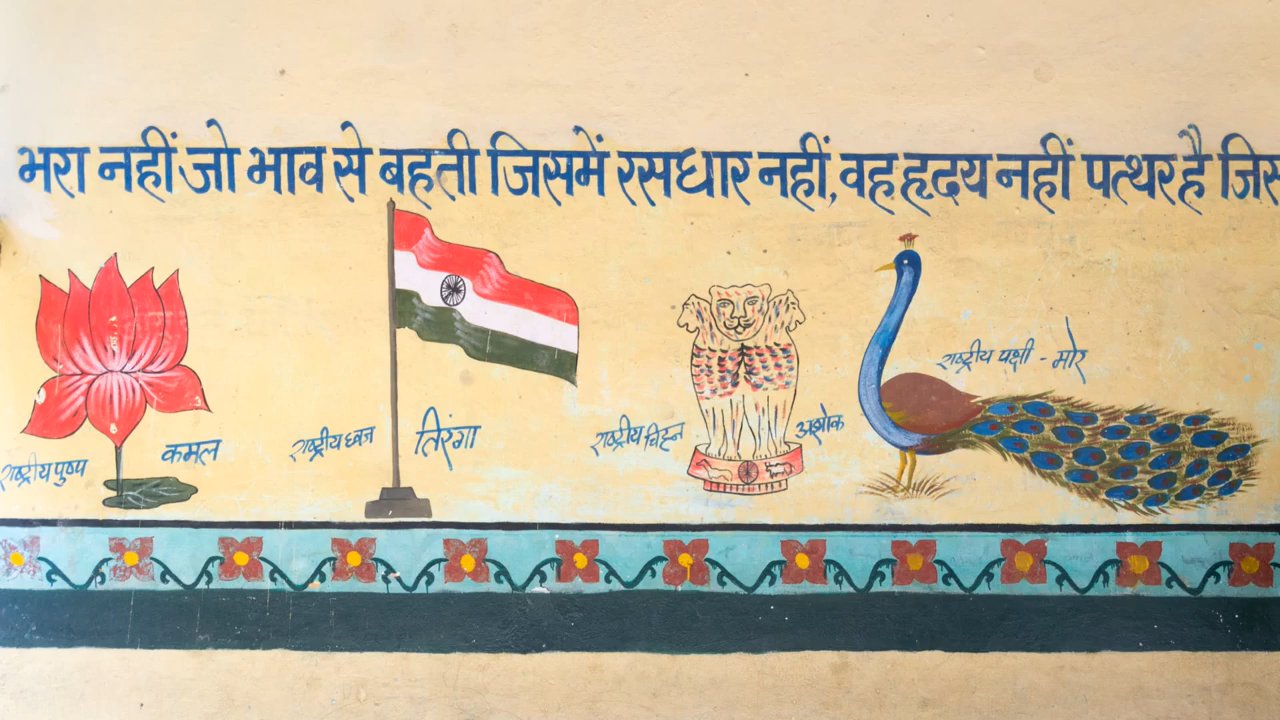 भरा नहीं जो भाव से बहती जिसमें रसधार नहीं, वह हृदय नहीं पत्थर है जिस
राष्ट्रीय पुष्प
कमल
राष्ट्रीय ध्वज
तिरंगा
राष्ट्रीय चिह्न
अशोक
राष्ट्रीय पक्षी - मोर